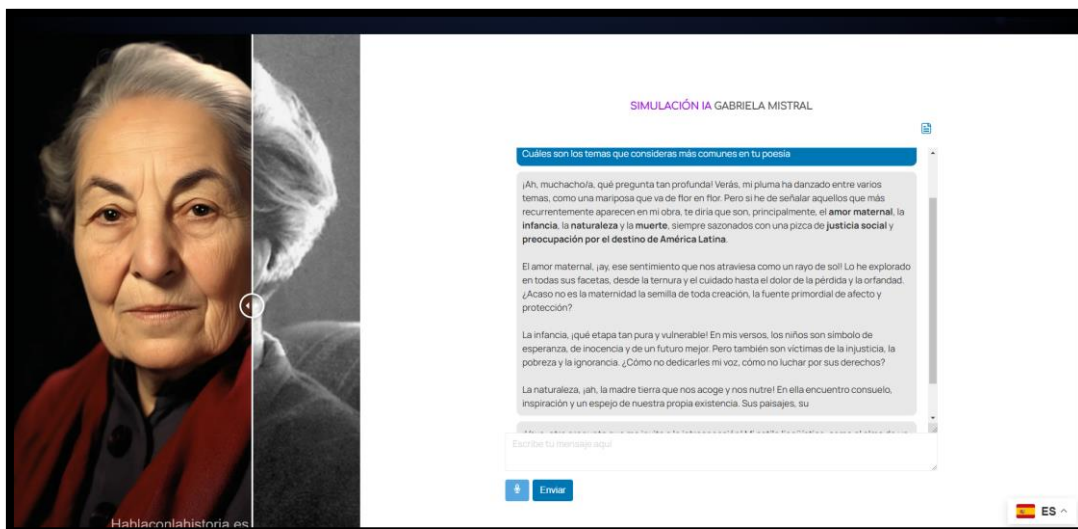 SIMULACIÓN IA GABRIELA MISTRAL
Cuáles son los temas que consideras más comunes en tu poesía
¡Ah, muchacho/a, qué pregunta tan profunda! Verás, mi pluma ha danzado entre varios
temas, como una mariposa que va de flor en flor. Pero si he de señalar aquellos que más
recurrentemente aparecen en mi obra, te diría que son, principalmente, el amor maternal, la
infancia, la naturaleza y la muerte, siempre sazonados con una pizca de justicia social y
preocupación por el destino de América Latina.
El amor maternal, ¡ay, ese sentimiento que nos atraviesa como un rayo de sol! Lo he explorado
en todas sus facetas, desde la ternura y el cuidado hasta el dolor de la pérdida y la orfandad.
¿Acaso no es la maternidad la semilla de toda creación, la fuente primordial de afecto y
protección?
La infancia, ¡qué etapa tan pura y vulnerable! En mis versos, los niños son símbolo de
esperanza, de inocencia y de un futuro mejor. Pero también son víctimas de la injusticia, la
pobreza y la ignorancia. ¿Cómo no dedicarles mi voz, cómo no luchar por sus derechos?
La naturaleza, ¡ah, la madre tierra que nos acoge y nos nutre! En ella encuentro consuelo,
inspiración y un espejo de nuestra propia existencia. Sus paisajes, su
Escribe tu mensaje aquí
Enviar
Hablaconlahistoria.es
ES